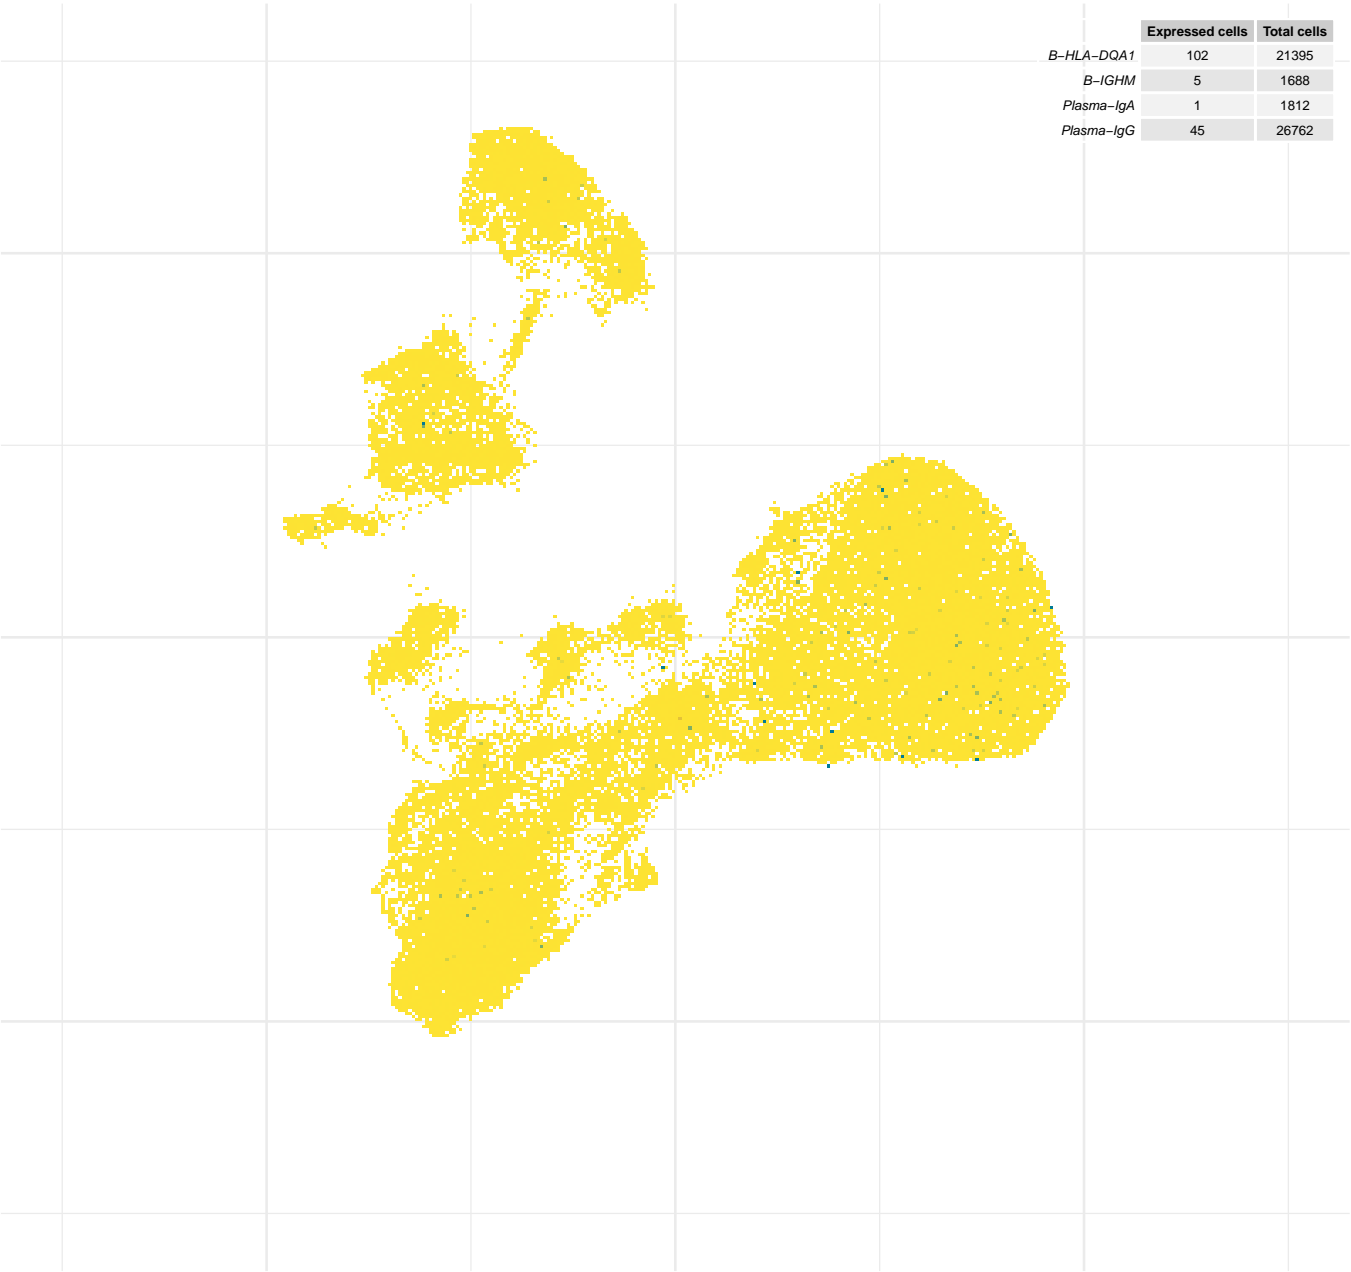 Expressed cells Total cells
B−HLA−DQA1 102 21395
B−IGHM 5 1688
Plasma−IgA 1 1812
Plasma−IgG 45 26762